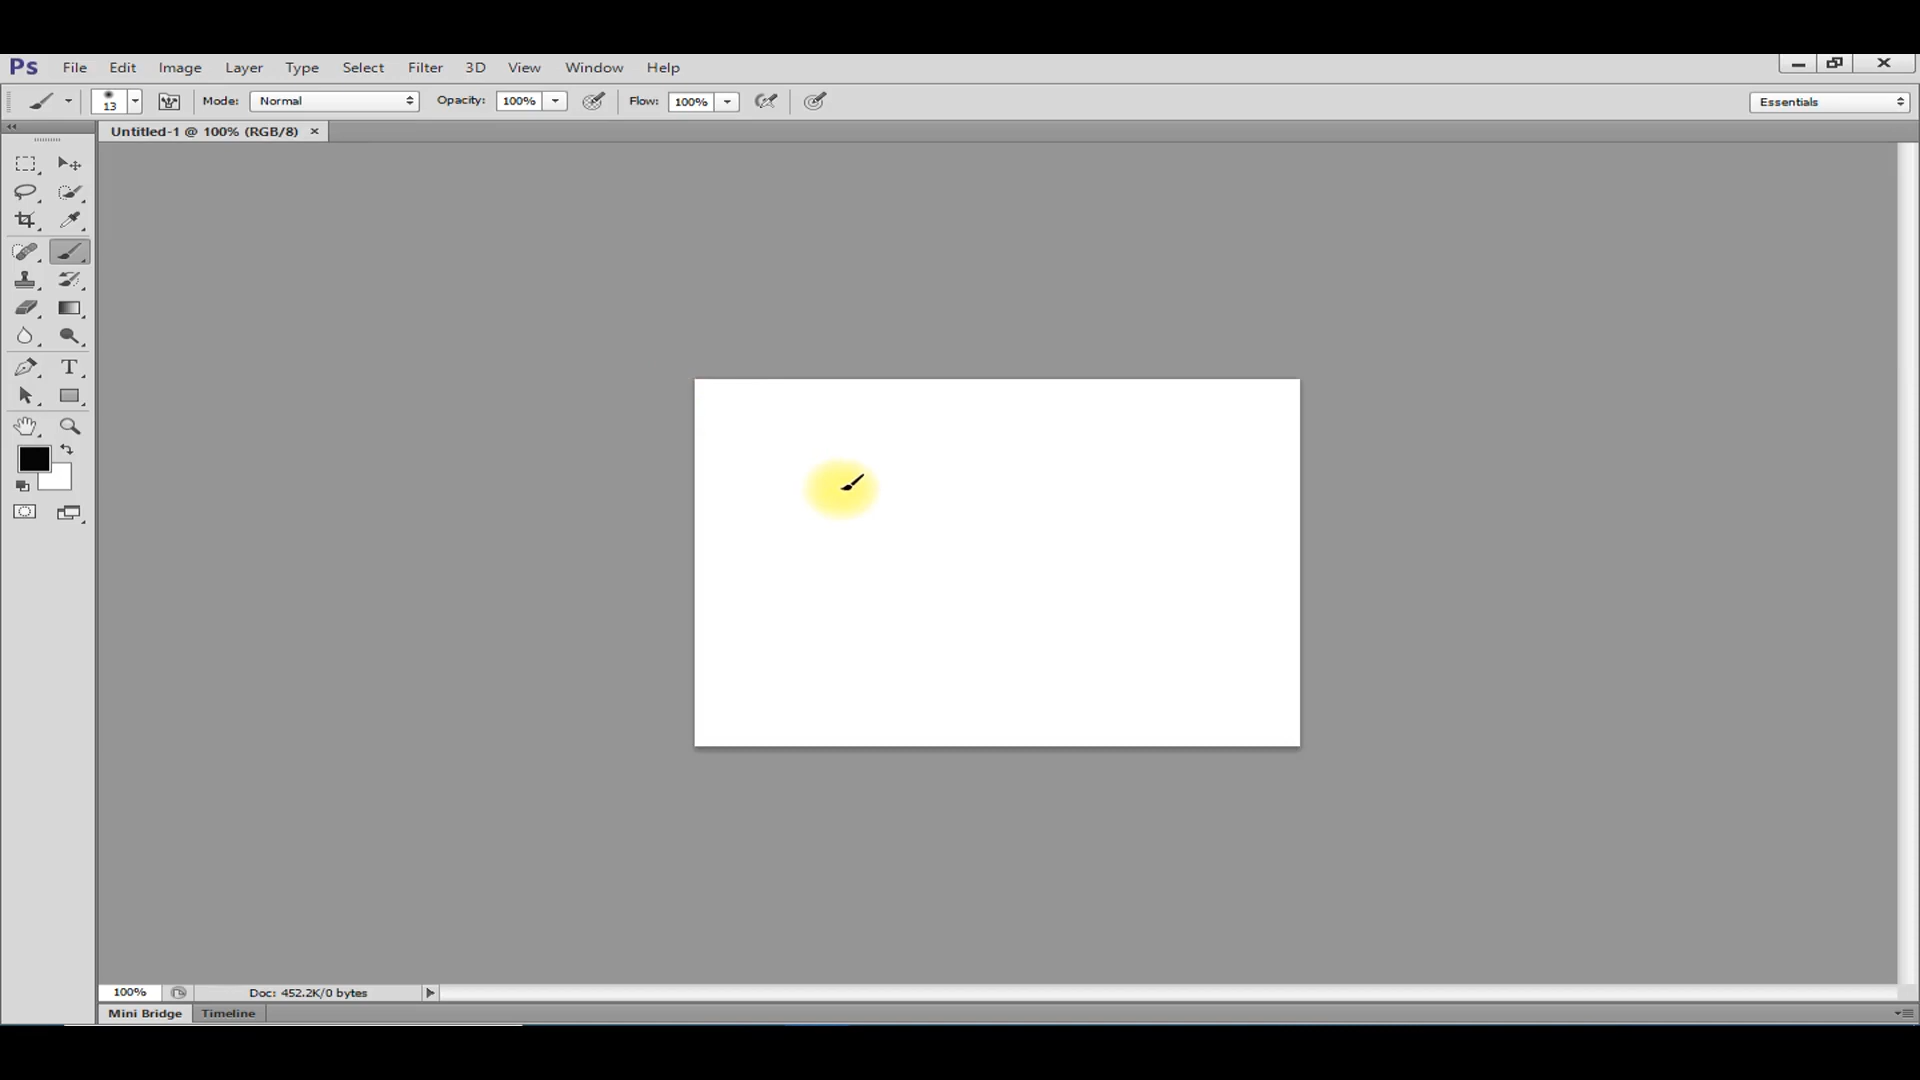 Ps File Edit Image Layer Type Select Filter 3D View Window Help
13 Mode: Normal Opacity: 100% Flow: 100% Essentials
Untitled-1 @ 100% (RGB/8) ×
T
100% Doc: 452.2K/0 bytes
Mini Bridge Timeline